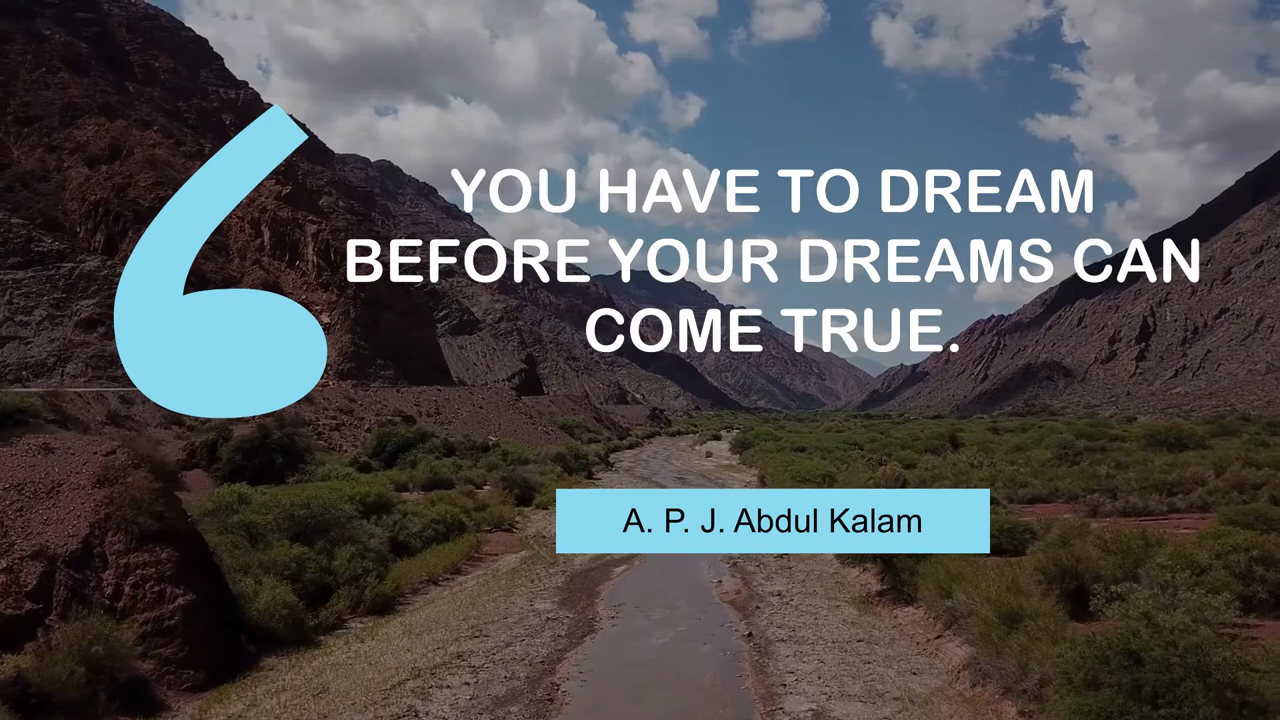 YOU HAVE TO DREAM
BEFORE YOUR DREAMS CAN
COME TRUE.
A. P. J. Abdul Kalam